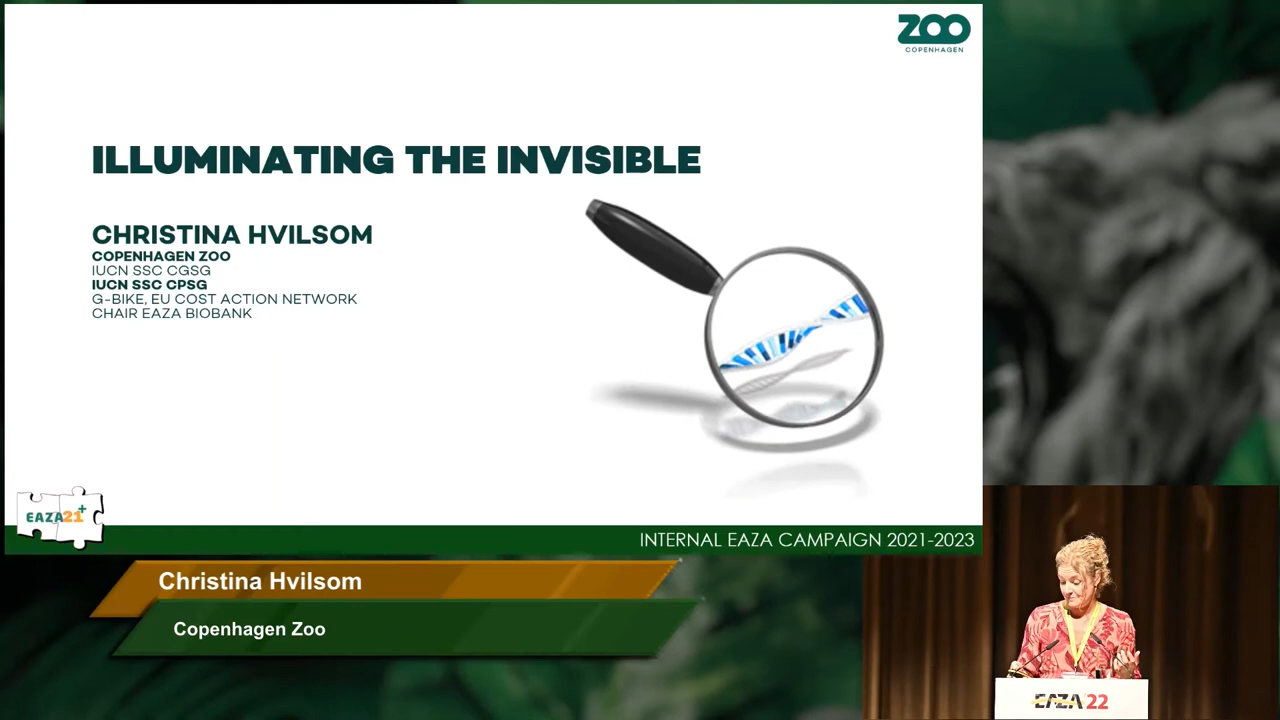 ZOO
COPENHAGEN
ILLUMINATING THE INVISIBLE
CHRISTINA HVILSOM
COPENHAGEN ZOO
IUCN SSC CGSG
IUCN SSC CPSG
G-BIKE, EU COST ACTION NETWORK
CHAIR EAZA BIOBANK
EAZA21+
INTERNAL EAZA CAMPAIGN 2021-2023
Christina Hvilsom
Copenhagen Zoo
EAZA'22